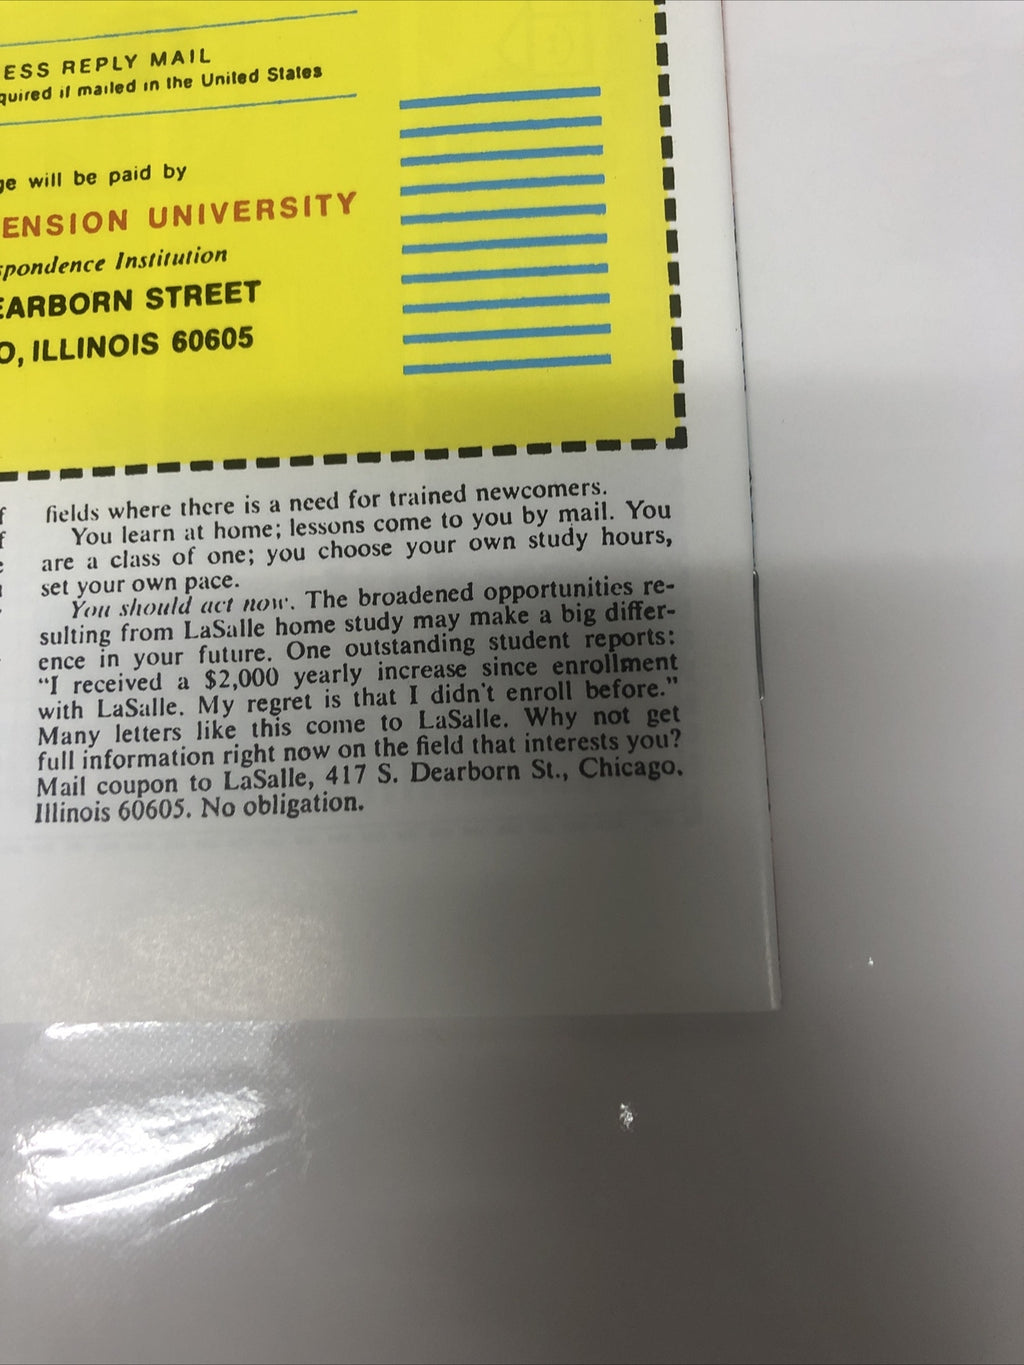 ESS REPLY MAIL
quired if mailed in the United States
ge will be paid by
ENSION UNIVERSITY
spondence Institution
EARBORN STREET
O, ILLINOIS 60605
fields where there is a need for trained newcomers.
You learn at home; lessons come to you by mail. You
are a class of one; you choose your own study hours,
set your own pace.
You should act now. The broadened opportunities re-
sulting from LaSalle home study may make a big differ-
ence in your future. One outstanding student reports:
“I received a $2,000 yearly increase since enrollment
with LaSalle. My regret is that I didn't enroll before.”
Many letters like this come to LaSalle. Why not get
full information right now on the field that interests you?
Mail coupon to LaSalle, 417 S. Dearborn St., Chicago,
Illinois 60605. No obligation.